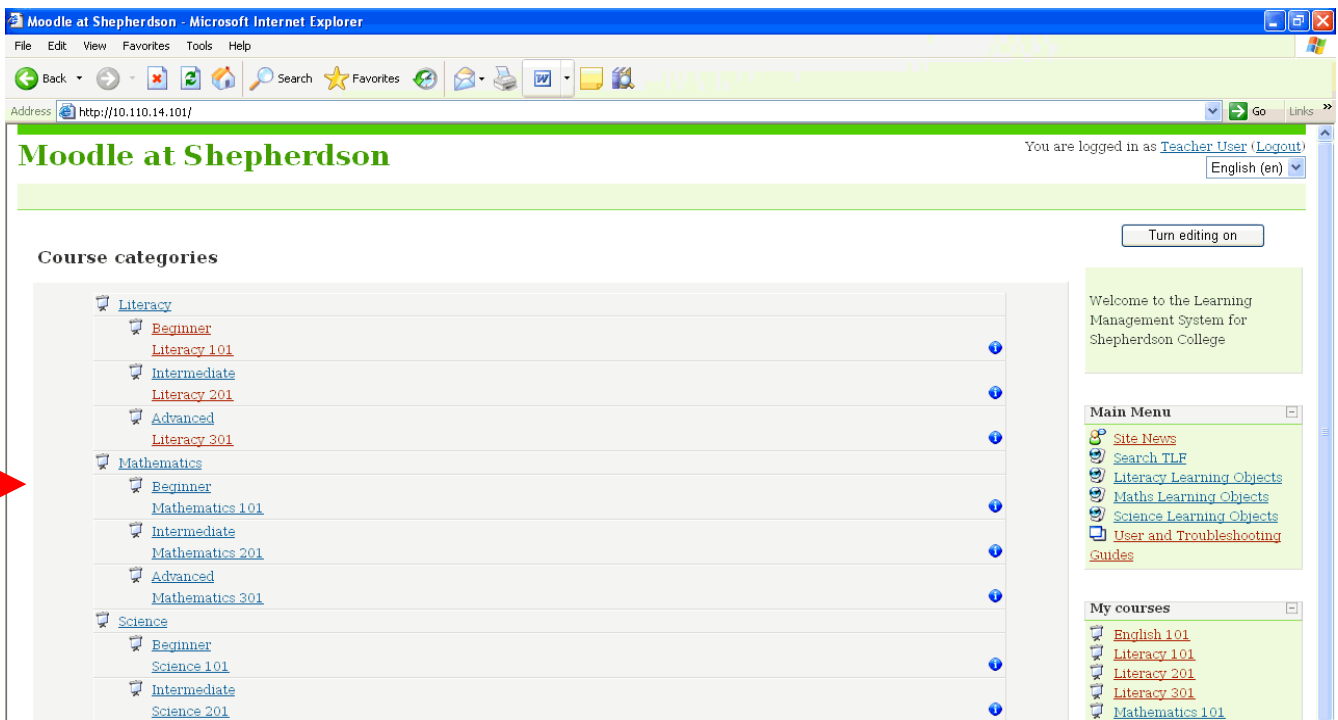 Moodle at Shepherdson - Microsoft Internet Explorer
File Edit View Favorites Tools Help
Back Search Favorites
Address http://10.110.14.101/ Go Links »
Moodle at Shepherdson
You are logged in as Teacher User (Logout)
English (en)
Turn editing on
Course categories
Literacy
Beginner
Literacy 101
Intermediate
Literacy 201
Advanced
Literacy 301
Mathematics
Beginner
Mathematics 101
Intermediate
Mathematics 201
Advanced
Mathematics 301
Science
Beginner
Science 101
Intermediate
Science 201
Welcome to the Learning
Management System for
Shepherdson College
Main Menu
Site News
Search TLF
Literacy Learning Objects
Maths Learning Objects
Science Learning Objects
User and Troubleshooting
Guides
My courses
English 101
Literacy 101
Literacy 201
Literacy 301
Mathematics 101